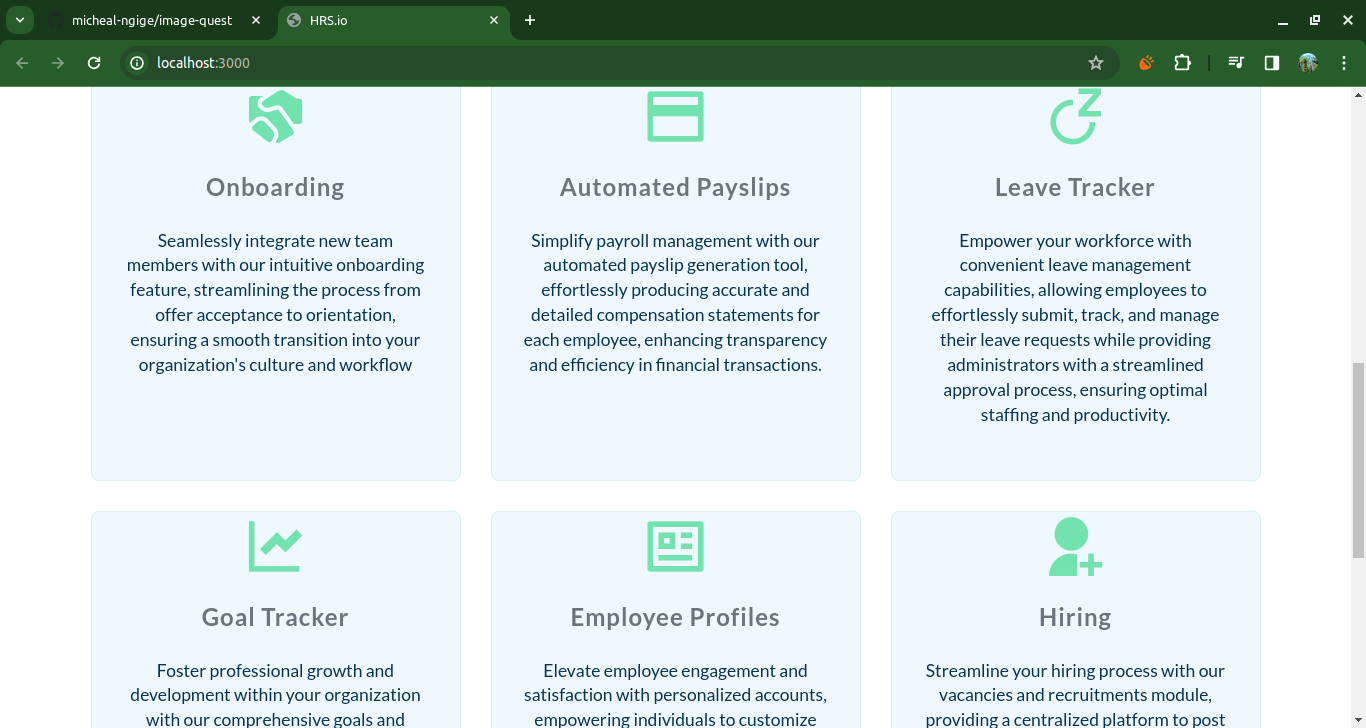 micheal-ngige/image-quest
HRS.io
localhost:3000
Onboarding
Seamlessly integrate new team
members with our intuitive onboarding
feature, streamlining the process from
offer acceptance to orientation,
ensuring a smooth transition into your
organization's culture and workflow
Automated Payslips
Simplify payroll management with our
automated payslip generation tool,
effortlessly producing accurate and
detailed compensation statements for
each employee, enhancing transparency
and efficiency in financial transactions.
Leave Tracker
Empower your workforce with
convenient leave management
capabilities, allowing employees to
effortlessly submit, track, and manage
their leave requests while providing
administrators with a streamlined
approval process, ensuring optimal
staffing and productivity.
Goal Tracker
Foster professional growth and
development within your organization
with our comprehensive goals and
Employee Profiles
Elevate employee engagement and
satisfaction with personalized accounts,
empowering individuals to customize
Hiring
Streamline your hiring process with our
vacancies and recruitments module,
providing a centralized platform to post